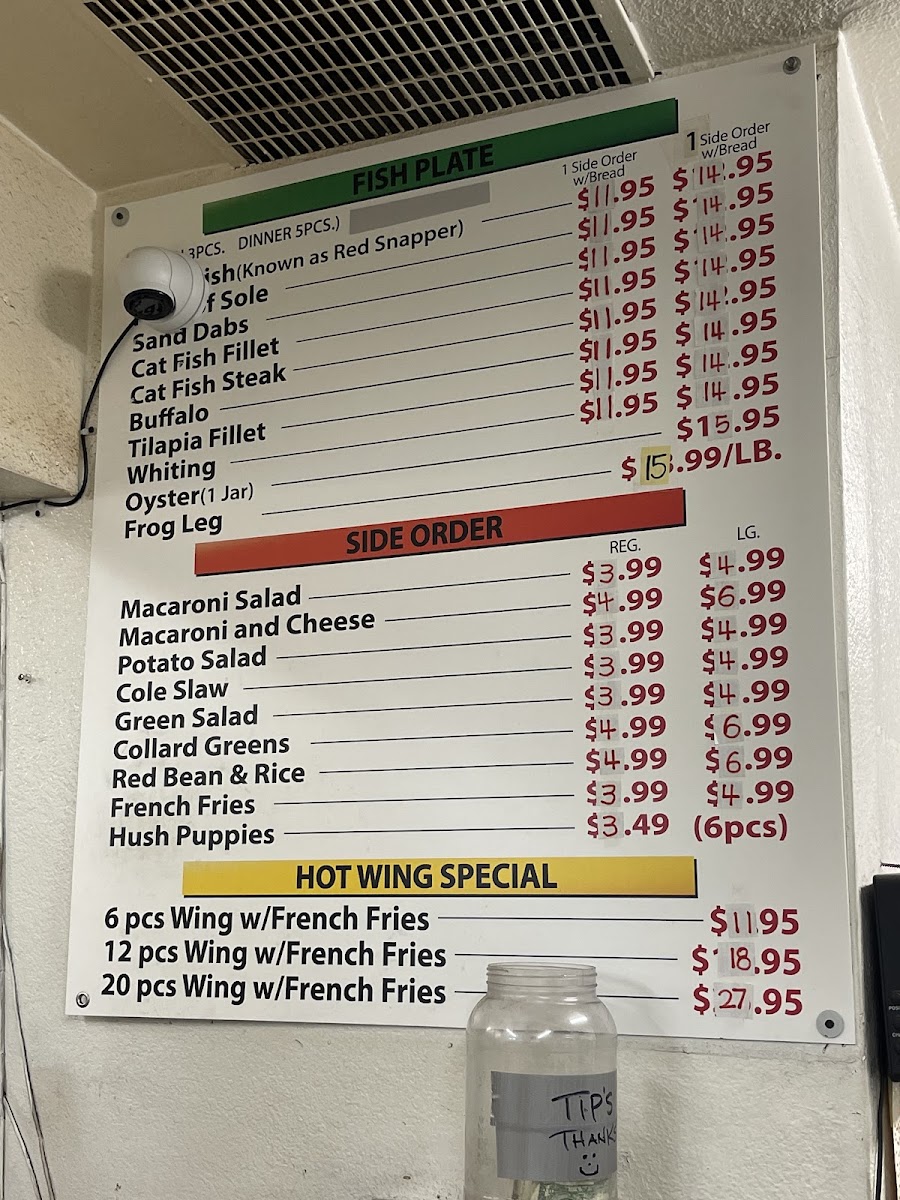 FISH PLATE
1 Side Order w/Bread 1 Side Order w/Bread
3PCS. DINNER 5PCS.)
ish (Known as Red Snapper) $11.95 $14.95
f Sole $11.95 $14.95
Sand Dabs $11.95 $14.95
Cat Fish Fillet $11.95 $14.95
Cat Fish Steak $11.95 $14.95
Buffalo $11.95 $14.95
Tilapia Fillet $11.95 $14.95
Whiting $11.95 $14.95
Oyster (1 Jar) $15.95
Frog Leg $15.99/LB.
SIDE ORDER
REG. LG.
Macaroni Salad $3.99 $4.99
Macaroni and Cheese $4.99 $6.99
Potato Salad $3.99 $4.99
Cole Slaw $3.99 $4.99
Green Salad $3.99 $4.99
Collard Greens $4.99 $6.99
Red Bean & Rice $4.99 $6.99
French Fries $3.99 $4.99
Hush Puppies $3.49 (6pcs)
HOT WING SPECIAL
6 pcs Wing w/French Fries $11.95
12 pcs Wing w/French Fries $18.95
20 pcs Wing w/French Fries $27.95
TIP'S
THANK